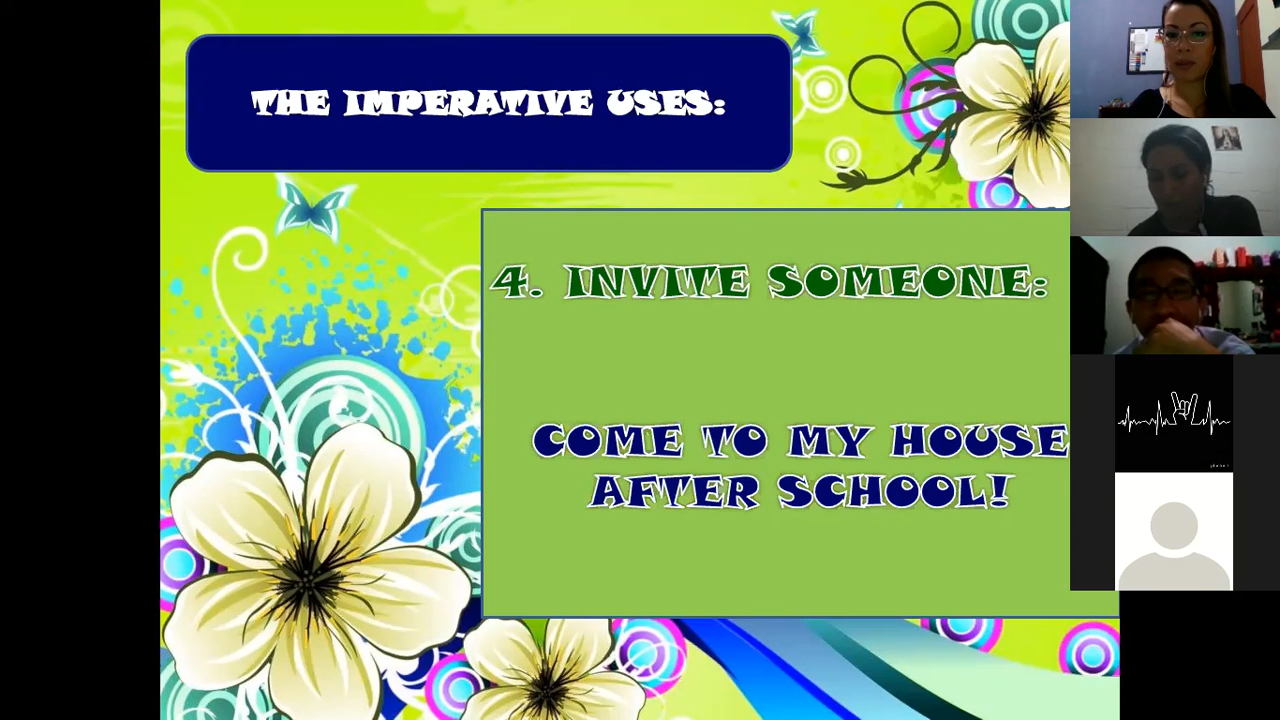 THE IMPERATIVE USES:
4. INVITE SOMEONE:
COME TO MY HOUSE
AFTER SCHOOL!